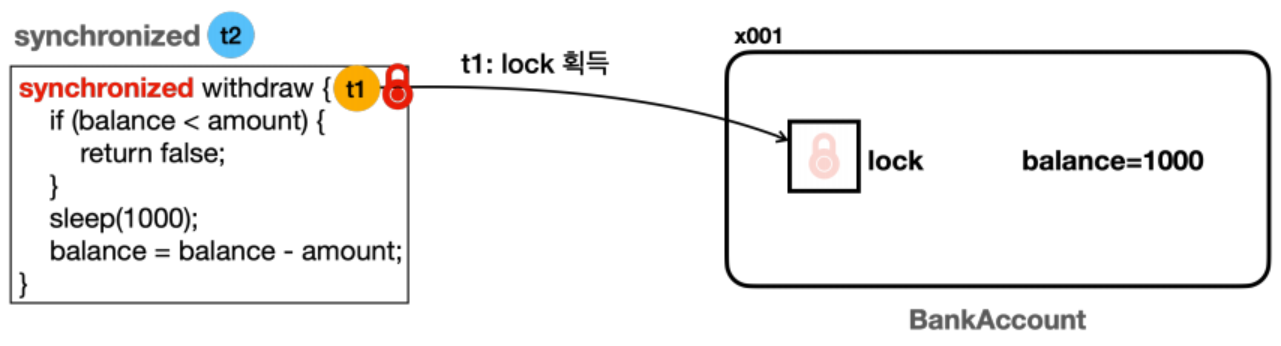 synchronized t2
synchronized withdraw { t1
if (balance < amount) {
return false;
}
sleep(1000);
balance = balance - amount;
}
t1: lock 획득
x001
lock
balance=1000
BankAccount